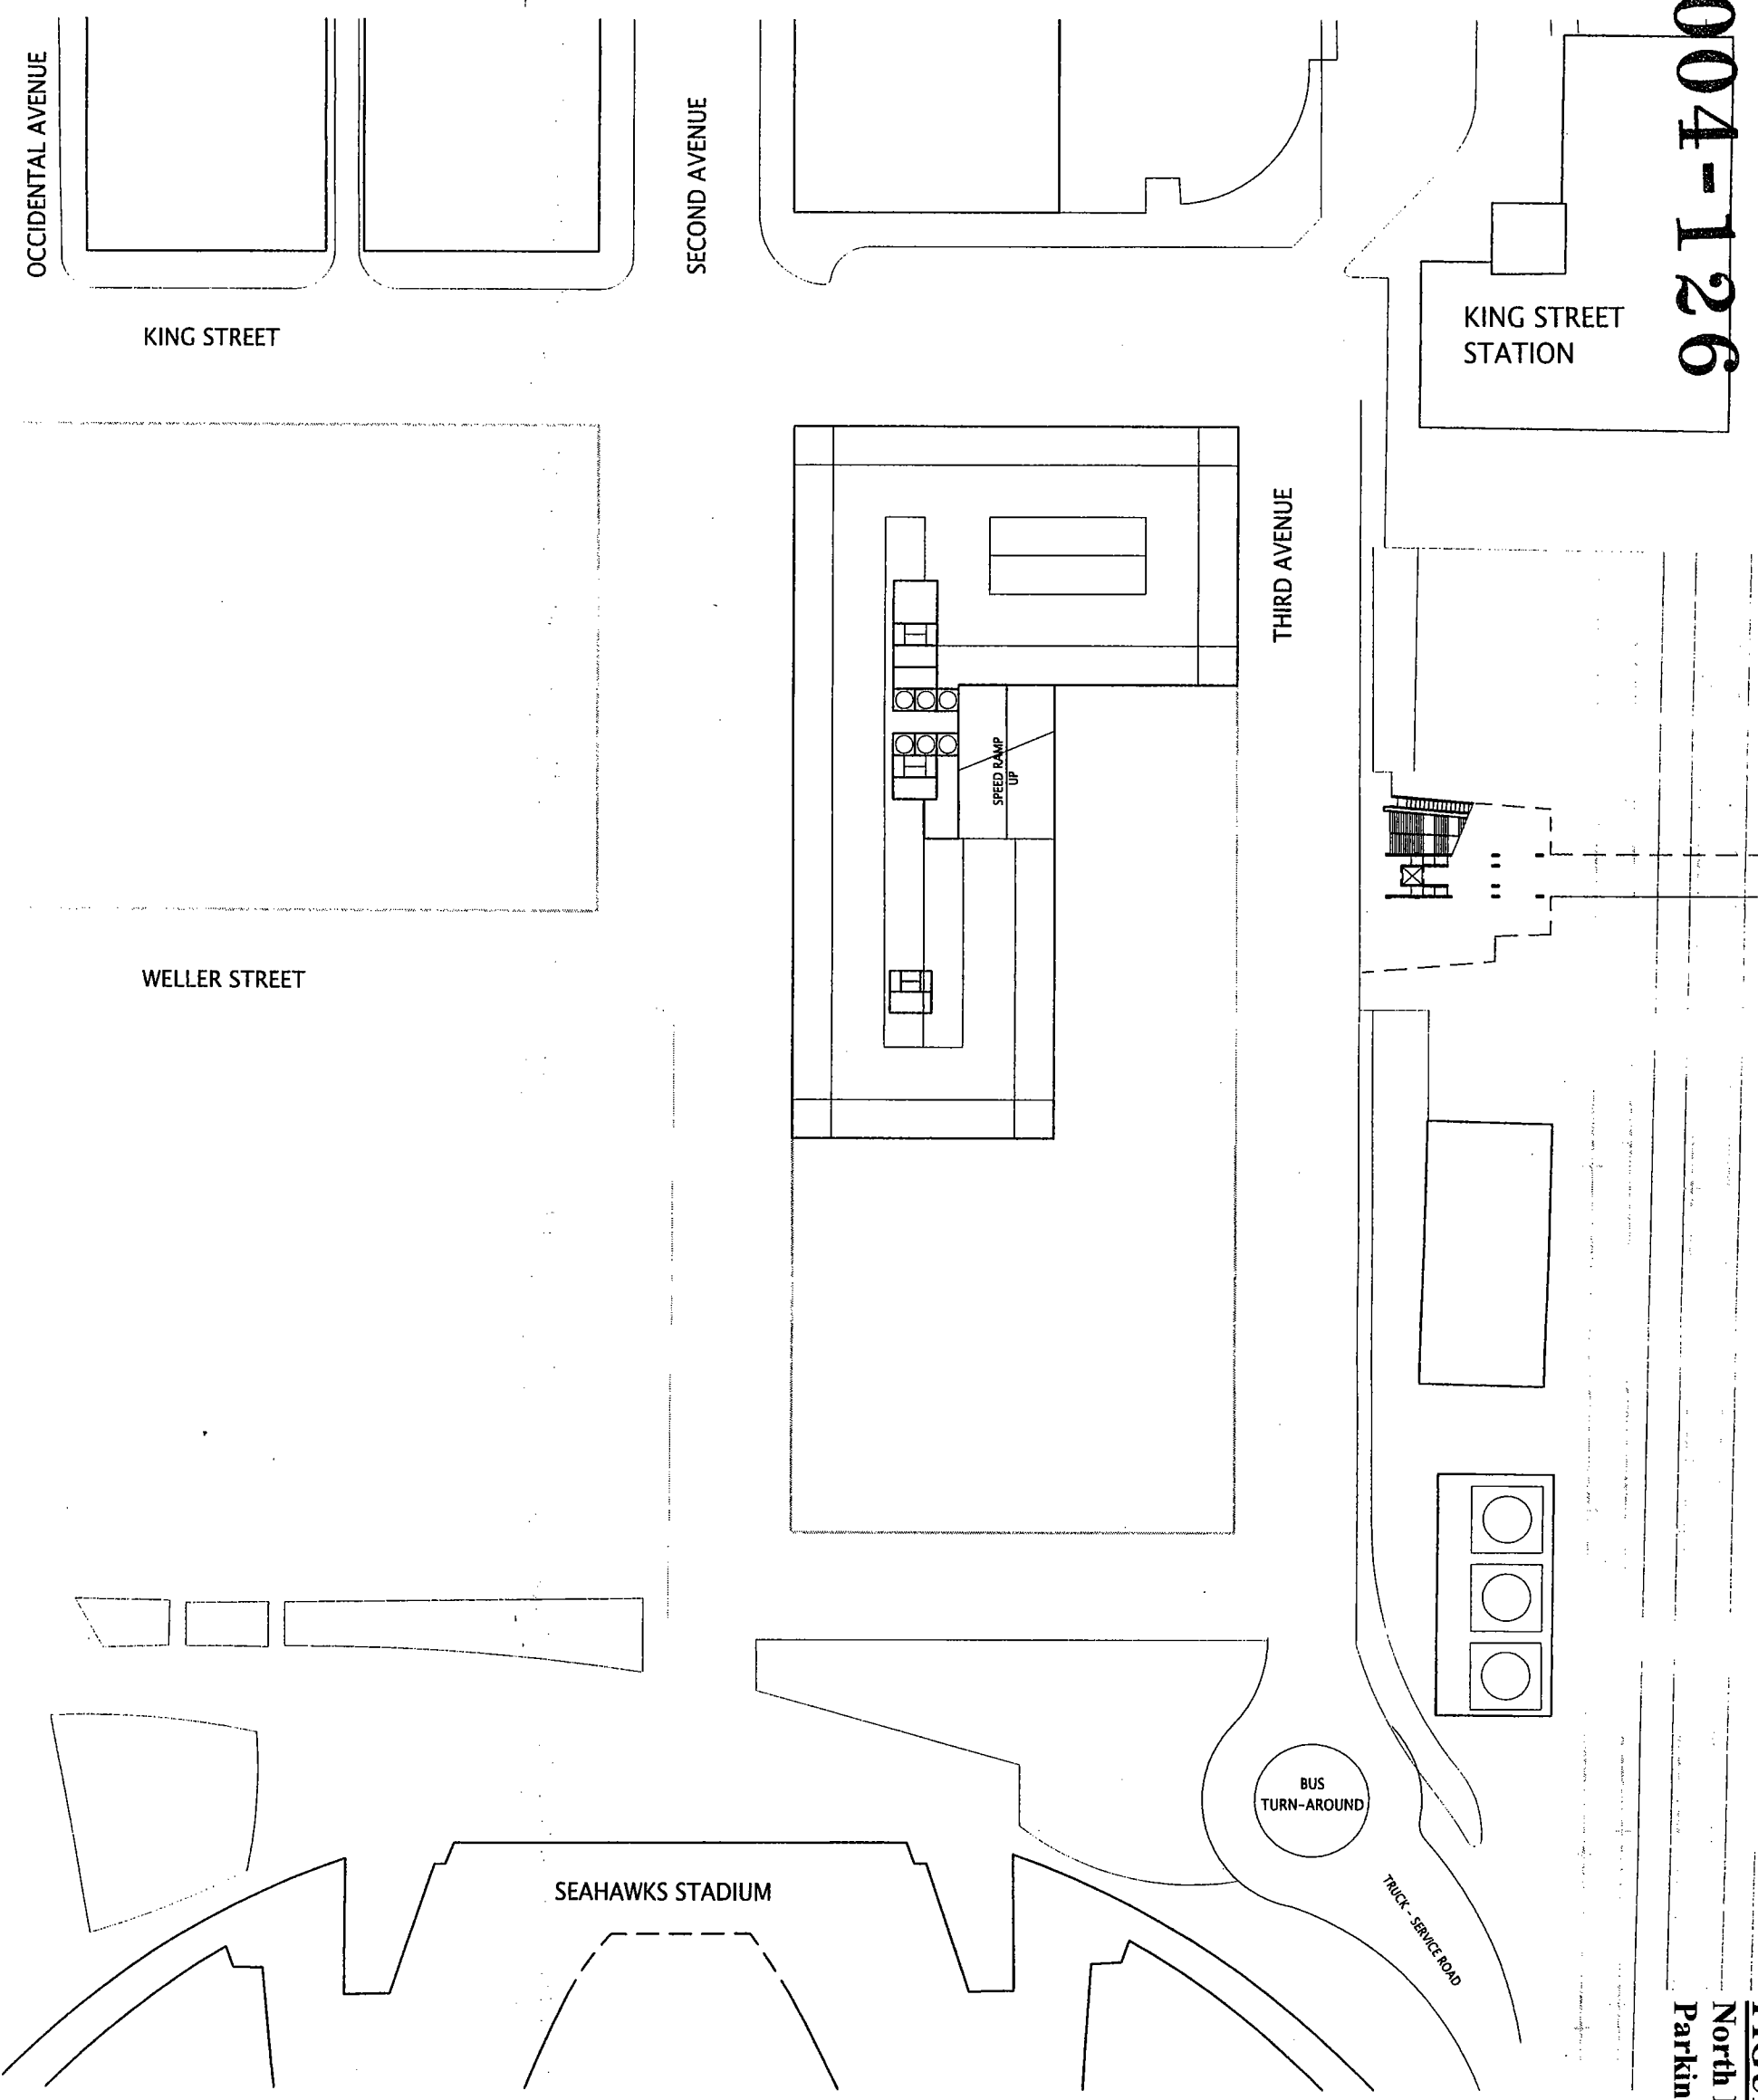 004-126
OCCIDENTAL AVENUE
SECOND AVENUE
KING STREET
KING STREET
STATION
THIRD AVENUE
SPEED RAMP
UP
WELLER STREET
BUS
TURN-AROUND
SEAHAWKS STADIUM
TRUCK - SERVICE ROAD
North
Parkin